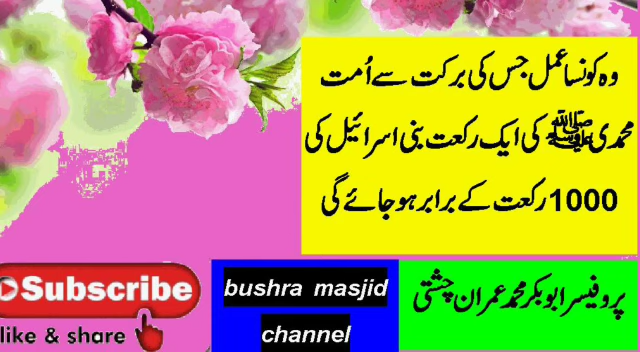 وہ کونسا عمل جس کی برکت سے اُمت
محمدی ﷺ کی ایک رکعت بنی اسرائیل کی
1000 رکعت کے برابر ہو جائے گی
Subscribe
like & share
bushra masjid
channel
پروفیسر ابوبکر محمد عمران چشتی